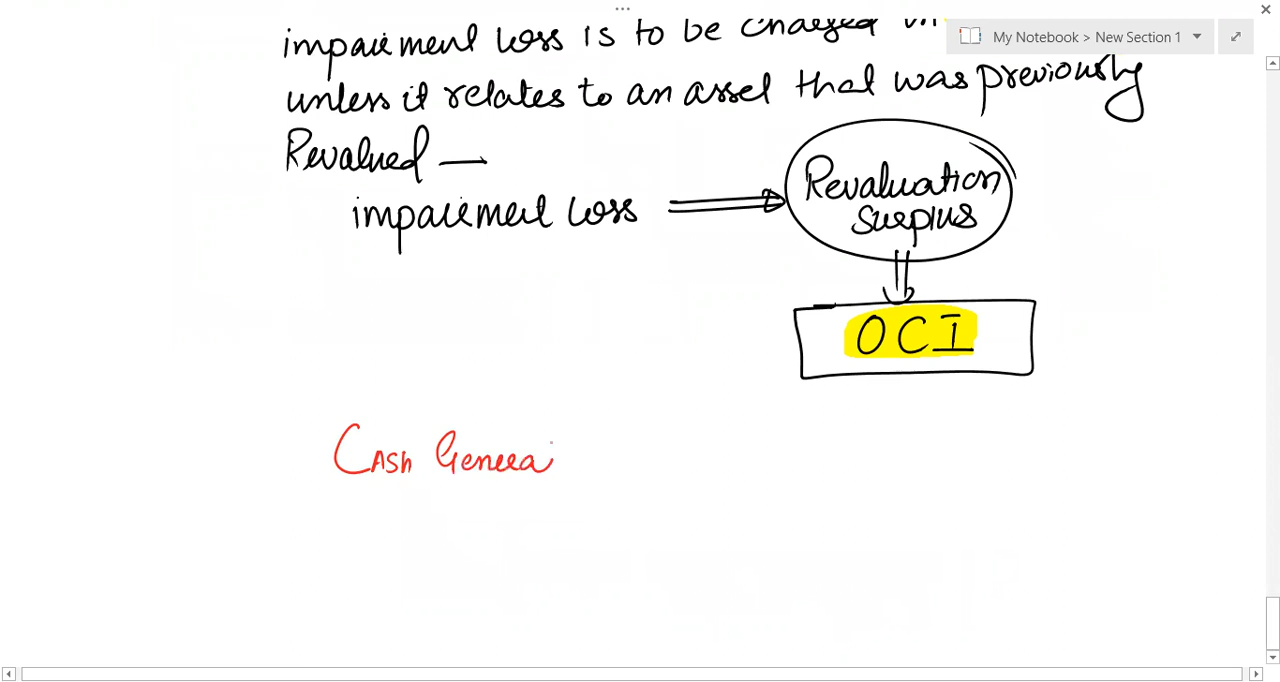 impairment loss is to be charged
My Notebook > New Section 1
unless it relates to an asset that was previously
Revalued —
impairment loss
Revaluation
surplus
OCI
Cash Genera